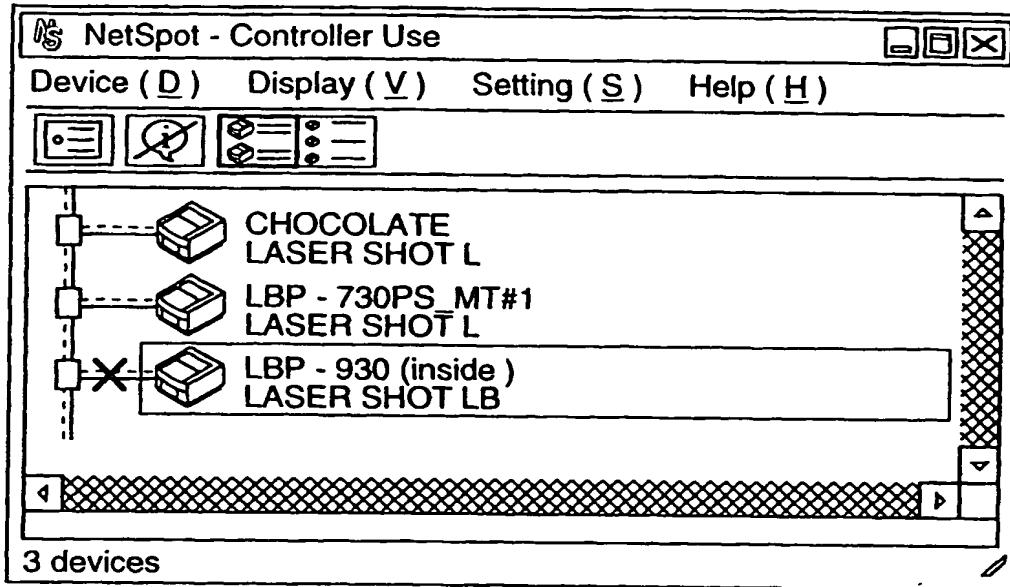 NS NetSpot - Controller Use
Device ( D ) Display ( V ) Setting ( S ) Help ( H )
CHOCOLATE
LASER SHOT L
LBP - 730PS_MT#1
LASER SHOT L
LBP - 930 (inside )
LASER SHOT LB
3 devices